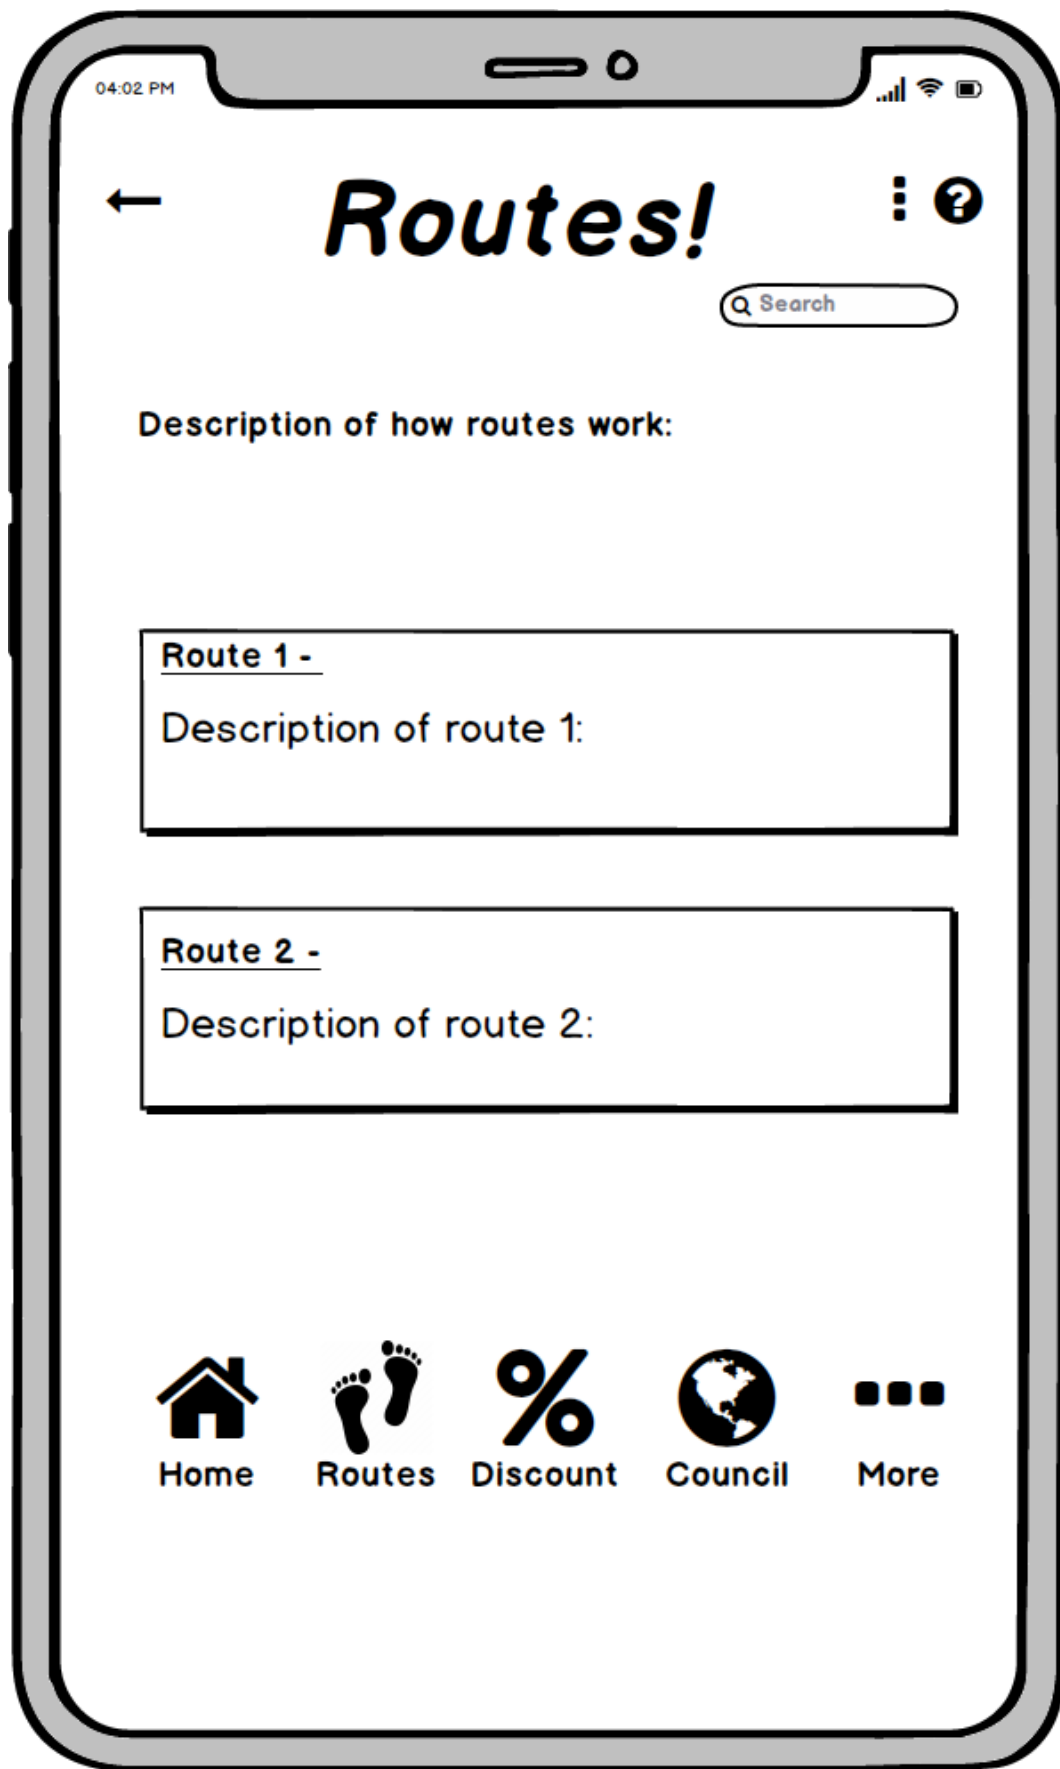 04:02 PM
Routes!
Search
Description of how routes work:
Route 1 -
Description of route 1:
Route 2 -
Description of route 2:
Home Routes Discount Council More